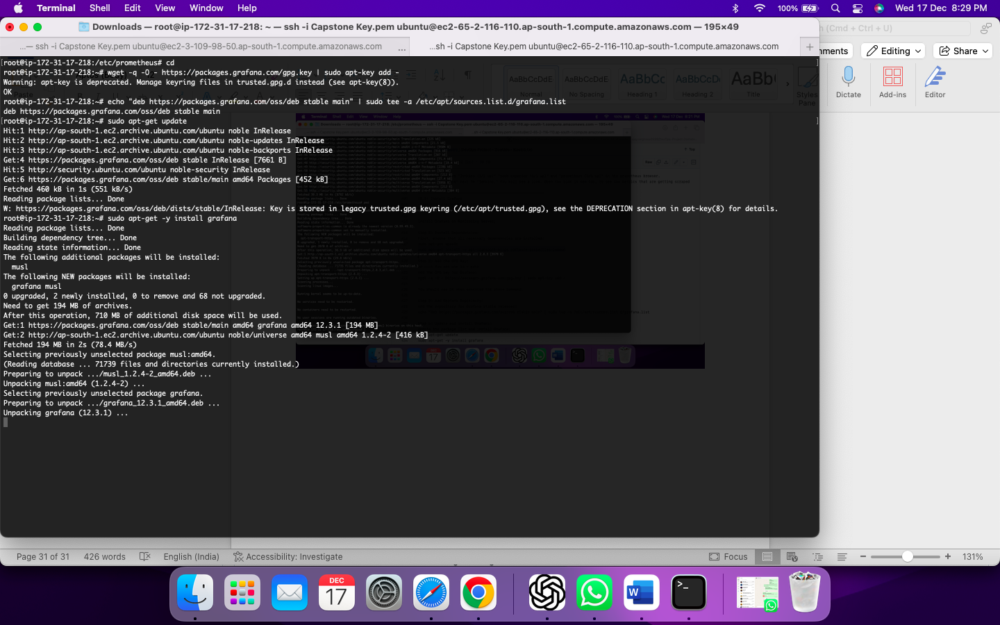 Terminal Shell Edit View Window Help 100% Wed 17 Dec 8:29 PM
Downloads — root@ip-172-31-17-218: ~ — ssh -i Capstone Key.pem ubuntu@ec2-65-2-116-110.ap-south-1.compute.amazonaws.com — 195×49
h (Cmd + Ctrl + U)
...— ssh -i Capstone Key.pem ubuntu@ec2-3-109-98-50.ap-south-1.compute.amazonaws.com ... ...sh -i Capstone Key.pem ubuntu@ec2-65-2-116-110.ap-south-1.compute.amazonaws.com +
mments Editing Share
[root@ip-172-31-17-218:/etc/prometheus# cd ]
root@ip-172-31-17-218:~# wget -q -O - https://packages.grafana.com/gpg.key | sudo apt-key add -
Warning: apt-key is deprecated. Manage keyring files in trusted.gpg.d instead (see apt-key(8)).
OK
root@ip-172-31-17-218:~# echo "deb https://packages.grafana.com/oss/deb stable main" | sudo tee -a /etc/apt/sources.list.d/grafana.list
deb https://packages.grafana.com/oss/deb stable main
[root@ip-172-31-17-218:~# sudo apt-get update ]
Hit:1 http://ap-south-1.ec2.archive.ubuntu.com/ubuntu noble InRelease
Hit:2 http://ap-south-1.ec2.archive.ubuntu.com/ubuntu noble-updates InRelease
Hit:3 http://ap-south-1.ec2.archive.ubuntu.com/ubuntu noble-backports InRelease
Get:4 https://packages.grafana.com/oss/deb stable InRelease [7661 B]
Hit:5 http://security.ubuntu.com/ubuntu noble-security InRelease
Get:6 https://packages.grafana.com/oss/deb stable/main amd64 Packages [452 kB]
Fetched 460 kB in 1s (551 kB/s)
Reading package lists... Done
W: https://packages.grafana.com/oss/deb/dists/stable/InRelease: Key is stored in legacy trusted.gpg keyring (/etc/apt/trusted.gpg), see the DEPRECATION section in apt-key(8) for details.
root@ip-172-31-17-218:~# sudo apt-get -y install grafana
Reading package lists... Done
Building dependency tree... Done
Reading state information... Done
The following additional packages will be installed:
musl
The following NEW packages will be installed:
grafana musl
0 upgraded, 2 newly installed, 0 to remove and 68 not upgraded.
Need to get 194 MB of archives.
After this operation, 710 MB of additional disk space will be used.
Get:1 https://packages.grafana.com/oss/deb stable/main amd64 grafana amd64 12.3.1 [194 MB]
Get:2 http://ap-south-1.ec2.archive.ubuntu.com/ubuntu noble/universe amd64 musl amd64 1.2.4-2 [416 kB]
Fetched 194 MB in 2s (78.4 MB/s)
Selecting previously unselected package musl:amd64.
(Reading database ... 71739 files and directories currently installed.)
Preparing to unpack .../musl_1.2.4-2_amd64.deb ...
Unpacking musl:amd64 (1.2.4-2) ...
Selecting previously unselected package grafana.
Preparing to unpack .../grafana_12.3.1_amd64.deb ...
Unpacking grafana (12.3.1) ...
AaBbCcDdE AaBbCcDdE AaBbCc AaBbCcDc AaBb(
Normal No Spacing Heading 1 Heading 2 Title
Styles Pane
Dictate Add-ins Editor
Page 31 of 31 426 words English (India) Accessibility: Investigate Focus 131%
DEC
17